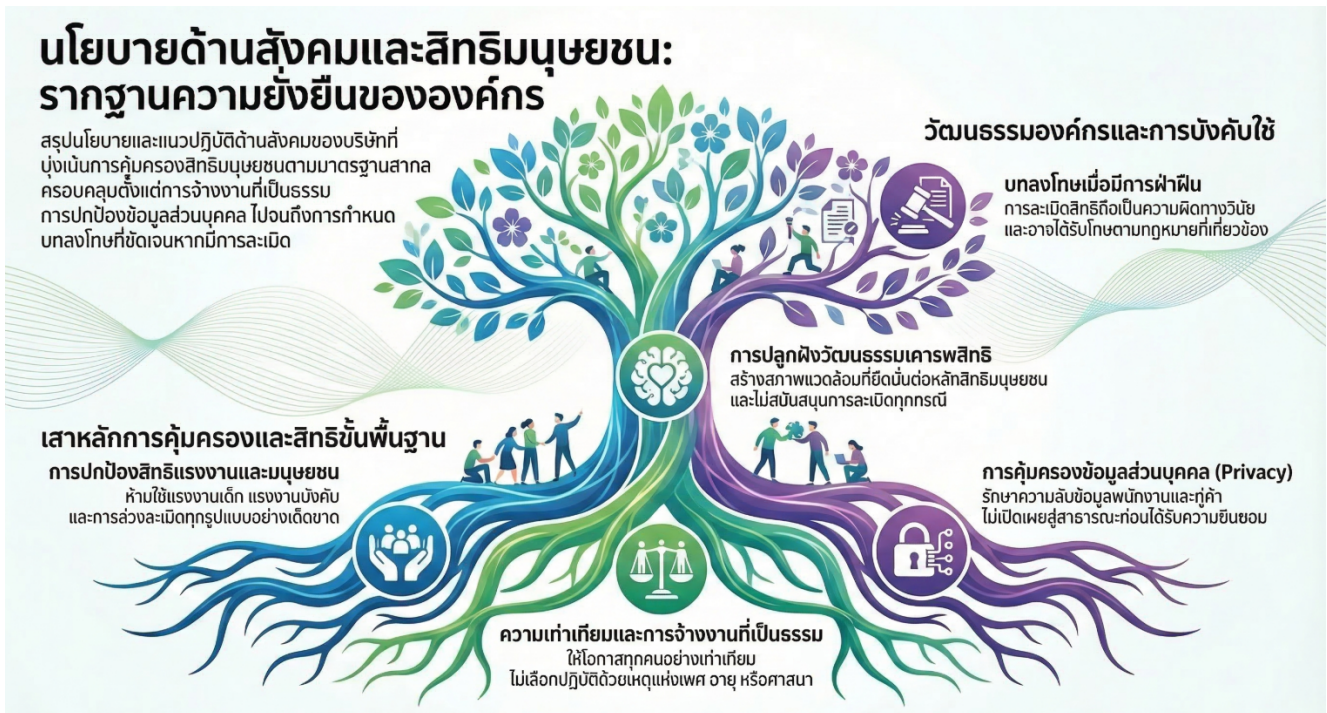 นโยบายด้านสังคมและสิทธิมนุษยชน:
รากฐานความยั่งยืนขององค์กร
สรุปนโยบายและแนวปฏิบัติด้านสังคมของบริษัทที่
มุ่งเน้นการคุ้มครองสิทธิมนุษยชนตามมาตรฐานสากล
ครอบคลุมตั้งแต่การจ้างงานที่เป็นธรรม
การปกป้องข้อมูลส่วนบุคคล ไปจนถึงการกำหนด
บทลงโทษที่ชัดเจนหากมีการละเมิด
วัฒนธรรมองค์กรและการบังคับใช้
บทลงโทษเมื่อมีการฝ่าฝืน
การละเมิดสิทธิถือเป็นความผิดทางวินัย
และอาจได้รับโทษตามทฎหมายที่เที่ยวข้อง
การปลูกฝังวัฒนธรรมเคารพสิทธิ
สร้างสภาพแวดล้อมที่ยึดมั่นต่อหลักสิทธิมนุษยชน
และไม่สนับสนุนการละเบิดทุกทรณี
เสาหลักการคุ้มครองและสิทธิขั้นพื้นฐาน
การปกป้องสิทธิแรงงานและมนุษยชน
ห้ามใช้แรงงานเด็ก แรงงานบังคับ
และการล่วงละเมิดทุกรูปแบบอย่างเด็ดขาด
การคุ้มครองข้อมูลส่วนบุคคล (Privacy)
รักษาความลับข้อมูลพนักงานและคู่ค้า
ไม่เปิดเผยสู่สาธารณะท่อนได้รับความยินยอม
ความเท่าเทียมและการจ้างงานที่เป็นธรรม
ให้โอกาสทุกคนอย่างเท่าเทียม
ไม่เลือกปฏิบัติด้วยเหตุแห่งเพศ อายุ หรือศาสนา